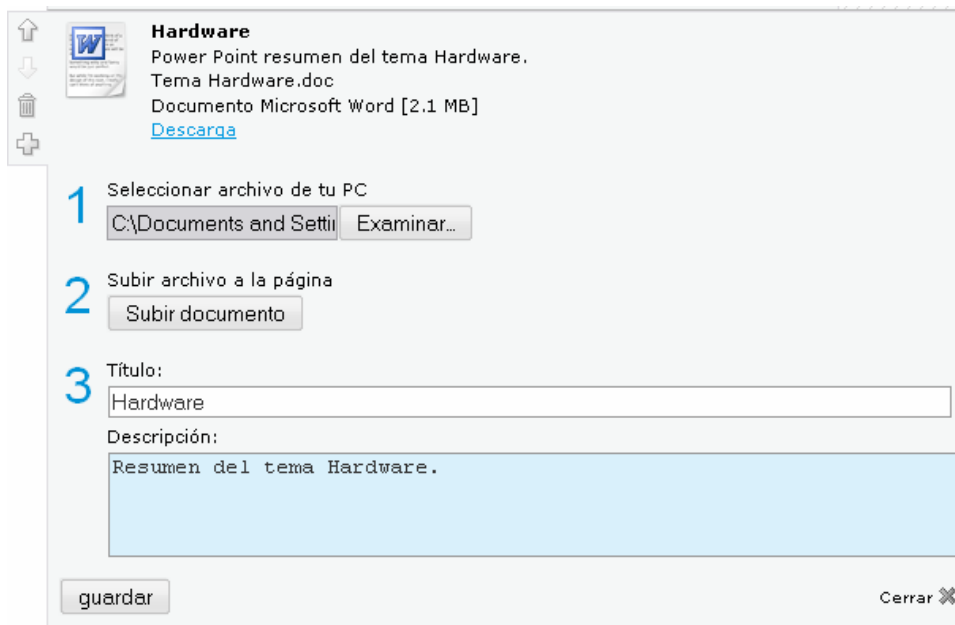 Hardware
Power Point resumen del tema Hardware.
Tema Hardware.doc
Documento Microsoft Word [2.1 MB]
Descarga
1
Seleccionar archivo de tu PC
C:\Documents and Settin Examinar...
2
Subir archivo a la página
Subir documento
3
Título:
Hardware
Descripción:
Resumen del tema Hardware.
guardar
Cerrar